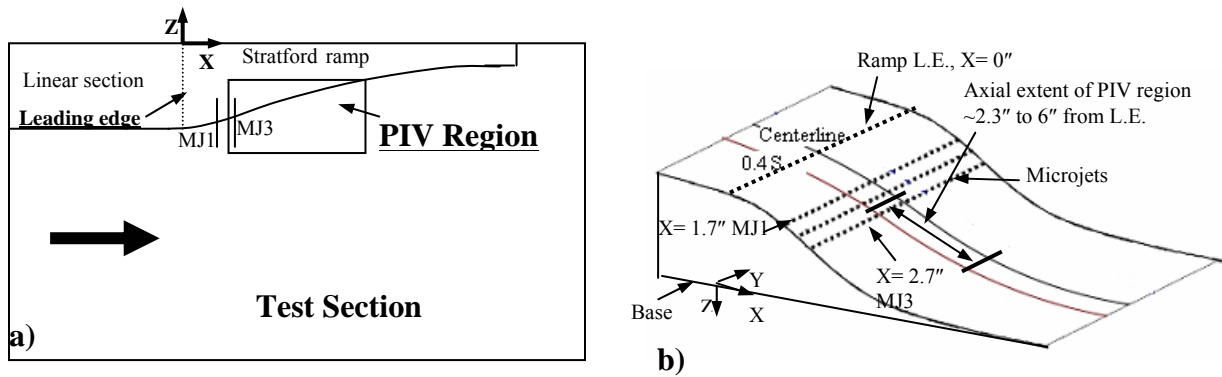 Z
X
Stratford ramp
Linear section
Leading edge
MJ1
MJ3
PIV Region
Test Section
a)
Ramp L.E., X= 0″
Axial extent of PIV region
~2.3″ to 6″ from L.E.
Centerline
0.4S
Microjets
X= 1.7″ MJ1
X= 2.7″
MJ3
Y
Base
Z
X
b)